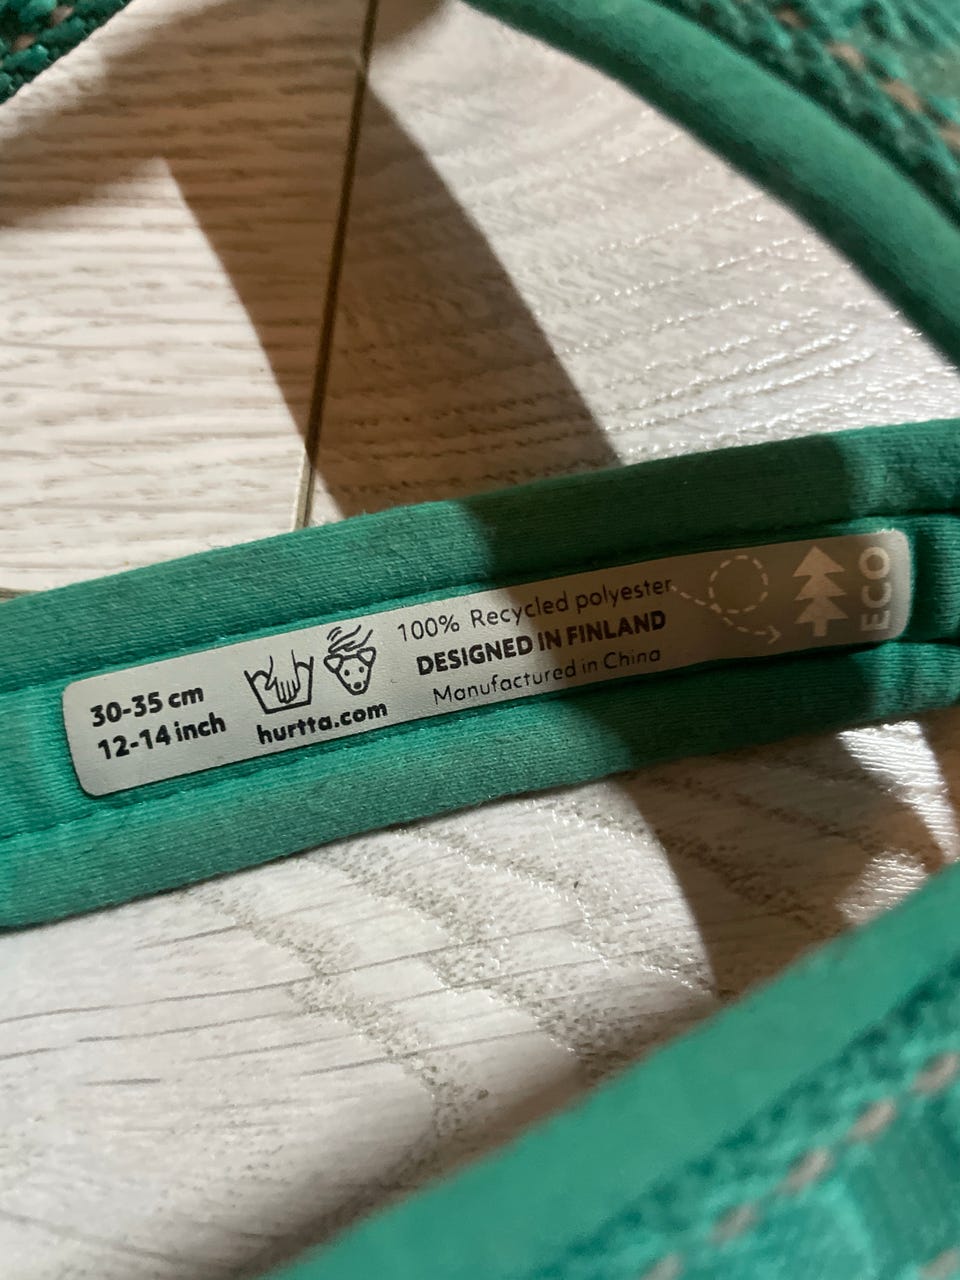 30-35 cm
12-14 inch
hurtta.com
100% Recycled polyester
DESIGNED IN FINLAND
Manufactured in China
ECO